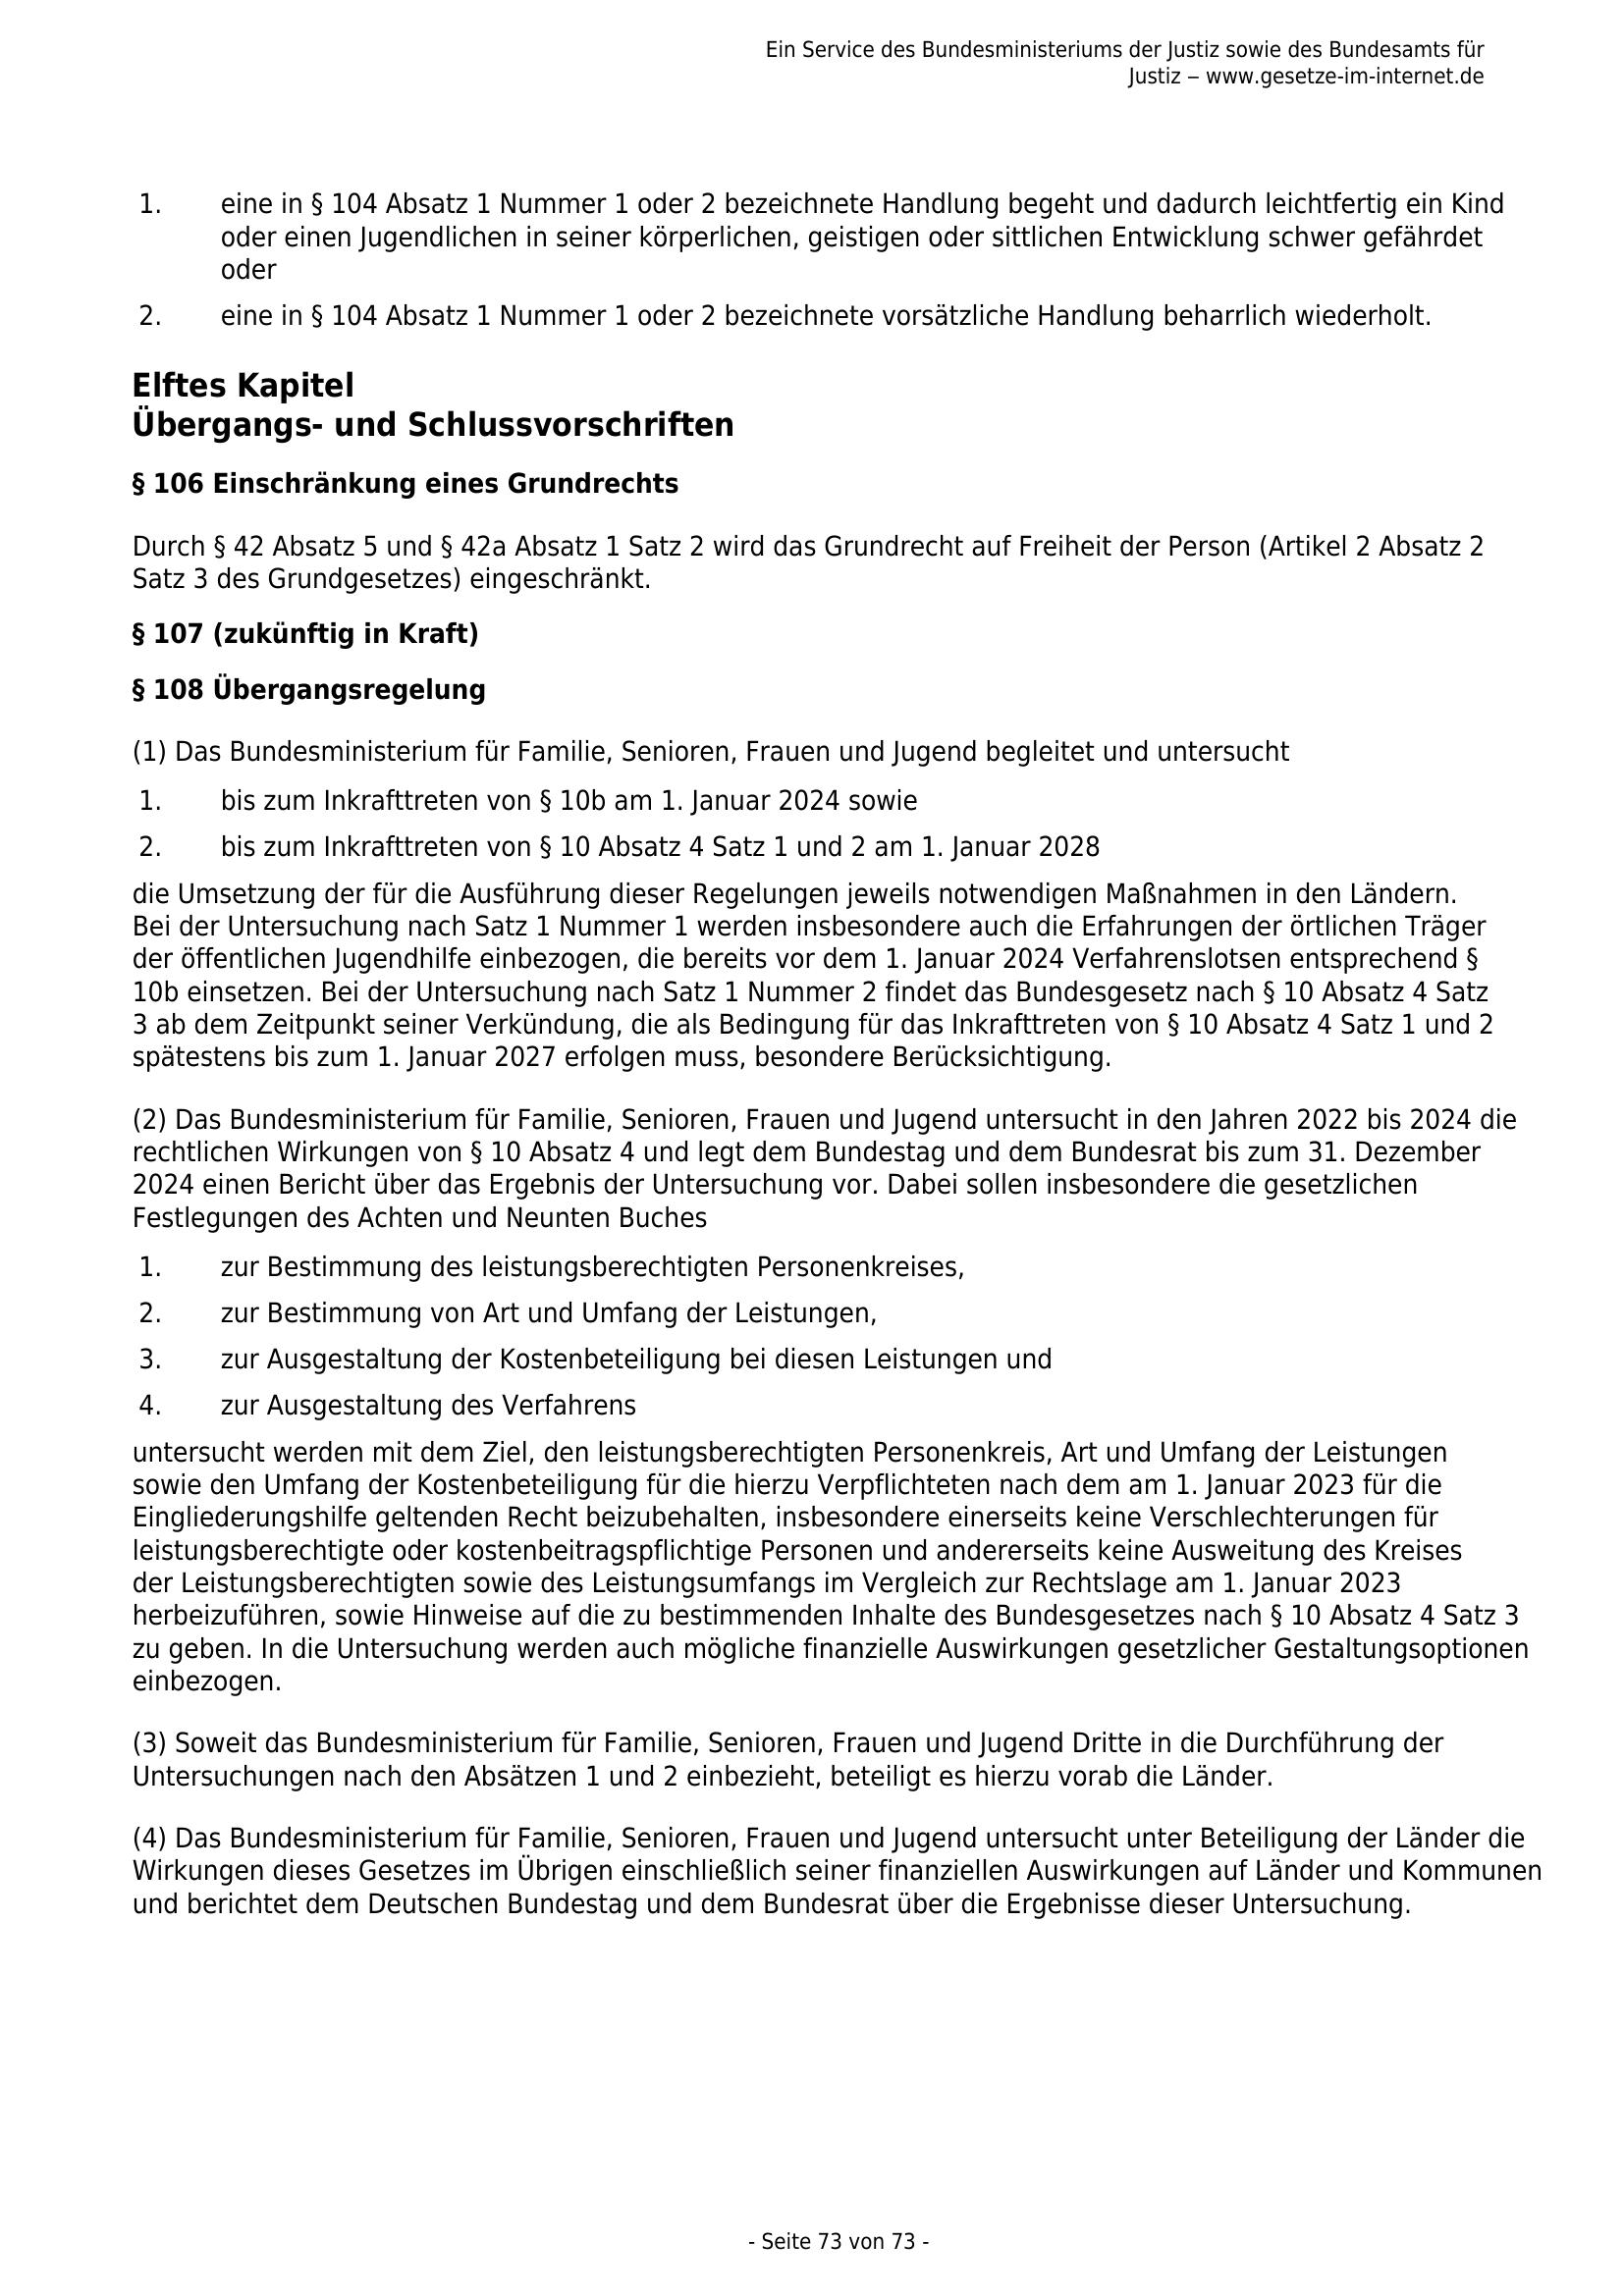 Ein Service des Bundesministeriums der Justiz sowie des Bundesamts für
Justiz ‒ www.gesetze-im-internet.de
1. eine in § 104 Absatz 1 Nummer 1 oder 2 bezeichnete Handlung begeht und dadurch leichtfertig ein Kind
oder einen Jugendlichen in seiner körperlichen, geistigen oder sittlichen Entwicklung schwer gefährdet
oder
2. eine in § 104 Absatz 1 Nummer 1 oder 2 bezeichnete vorsätzliche Handlung beharrlich wiederholt.
Elftes Kapitel
Übergangs- und Schlussvorschriften
§ 106 Einschränkung eines Grundrechts
Durch § 42 Absatz 5 und § 42a Absatz 1 Satz 2 wird das Grundrecht auf Freiheit der Person (Artikel 2 Absatz 2
Satz 3 des Grundgesetzes) eingeschränkt.
§ 107 (zukünftig in Kraft)
§ 108 Übergangsregelung
(1) Das Bundesministerium für Familie, Senioren, Frauen und Jugend begleitet und untersucht
1. bis zum Inkrafttreten von § 10b am 1. Januar 2024 sowie
2. bis zum Inkrafttreten von § 10 Absatz 4 Satz 1 und 2 am 1. Januar 2028
die Umsetzung der für die Ausführung dieser Regelungen jeweils notwendigen Maßnahmen in den Ländern.
Bei der Untersuchung nach Satz 1 Nummer 1 werden insbesondere auch die Erfahrungen der örtlichen Träger
der öffentlichen Jugendhilfe einbezogen, die bereits vor dem 1. Januar 2024 Verfahrenslotsen entsprechend §
10b einsetzen. Bei der Untersuchung nach Satz 1 Nummer 2 findet das Bundesgesetz nach § 10 Absatz 4 Satz
3 ab dem Zeitpunkt seiner Verkündung, die als Bedingung für das Inkrafttreten von § 10 Absatz 4 Satz 1 und 2
spätestens bis zum 1. Januar 2027 erfolgen muss, besondere Berücksichtigung.
(2) Das Bundesministerium für Familie, Senioren, Frauen und Jugend untersucht in den Jahren 2022 bis 2024 die
rechtlichen Wirkungen von § 10 Absatz 4 und legt dem Bundestag und dem Bundesrat bis zum 31. Dezember
2024 einen Bericht über das Ergebnis der Untersuchung vor. Dabei sollen insbesondere die gesetzlichen
Festlegungen des Achten und Neunten Buches
1. zur Bestimmung des leistungsberechtigten Personenkreises,
2. zur Bestimmung von Art und Umfang der Leistungen,
3. zur Ausgestaltung der Kostenbeteiligung bei diesen Leistungen und
4. zur Ausgestaltung des Verfahrens
untersucht werden mit dem Ziel, den leistungsberechtigten Personenkreis, Art und Umfang der Leistungen
sowie den Umfang der Kostenbeteiligung für die hierzu Verpflichteten nach dem am 1. Januar 2023 für die
Eingliederungshilfe geltenden Recht beizubehalten, insbesondere einerseits keine Verschlechterungen für
leistungsberechtigte oder kostenbeitragspflichtige Personen und andererseits keine Ausweitung des Kreises
der Leistungsberechtigten sowie des Leistungsumfangs im Vergleich zur Rechtslage am 1. Januar 2023
herbeizuführen, sowie Hinweise auf die zu bestimmenden Inhalte des Bundesgesetzes nach § 10 Absatz 4 Satz 3
zu geben. In die Untersuchung werden auch mögliche finanzielle Auswirkungen gesetzlicher Gestaltungsoptionen
einbezogen.
(3) Soweit das Bundesministerium für Familie, Senioren, Frauen und Jugend Dritte in die Durchführung der
Untersuchungen nach den Absätzen 1 und 2 einbezieht, beteiligt es hierzu vorab die Länder.
(4) Das Bundesministerium für Familie, Senioren, Frauen und Jugend untersucht unter Beteiligung der Länder die
Wirkungen dieses Gesetzes im Übrigen einschließlich seiner finanziellen Auswirkungen auf Länder und Kommunen
und berichtet dem Deutschen Bundestag und dem Bundesrat über die Ergebnisse dieser Untersuchung.
- Seite 73 von 73 -